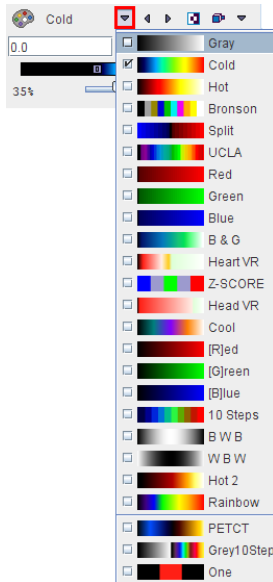 Cold
0.0
0
35%
Gray
Cold
Hot
Bronson
Split
UCLA
Red
Green
Blue
B & G
Heart VR
Z-SCORE
Head VR
Cool
[R]ed
[G]reen
[B]lue
10 Steps
B W B
W B W
Hot 2
Rainbow
PETCT
Grey10Step
One